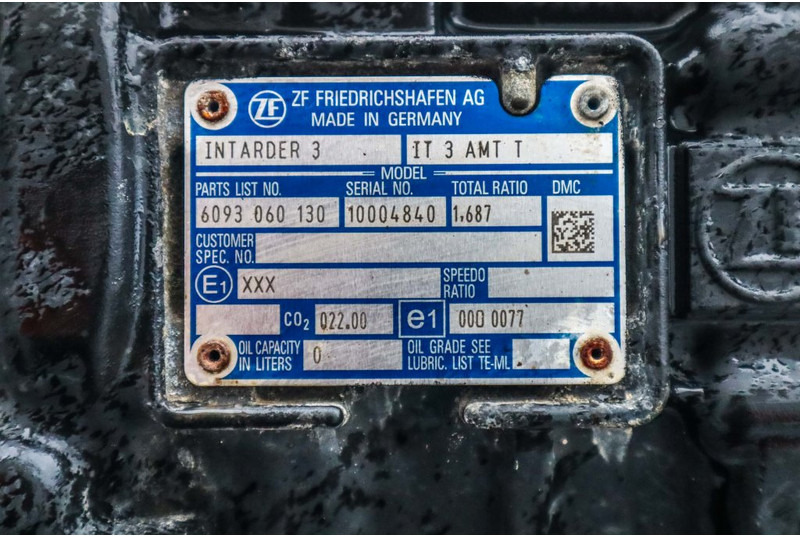 ZF FRIEDRICHSHAFEN AG
MADE IN GERMANY
INTARDER 3 IT 3 AMT T
MODEL
PARTS LIST NO. SERIAL NO. TOTAL RATIO DMC
6093 060 130 10004840 1,687
CUSTOMER
SPEC. NO.
E1 XXX SPEEDO
RATIO
CO2 022.00 e1 000 0077
OIL CAPACITY
IN LITERS 0 OIL GRADE SEE
LUBRIC. LIST TE-ML